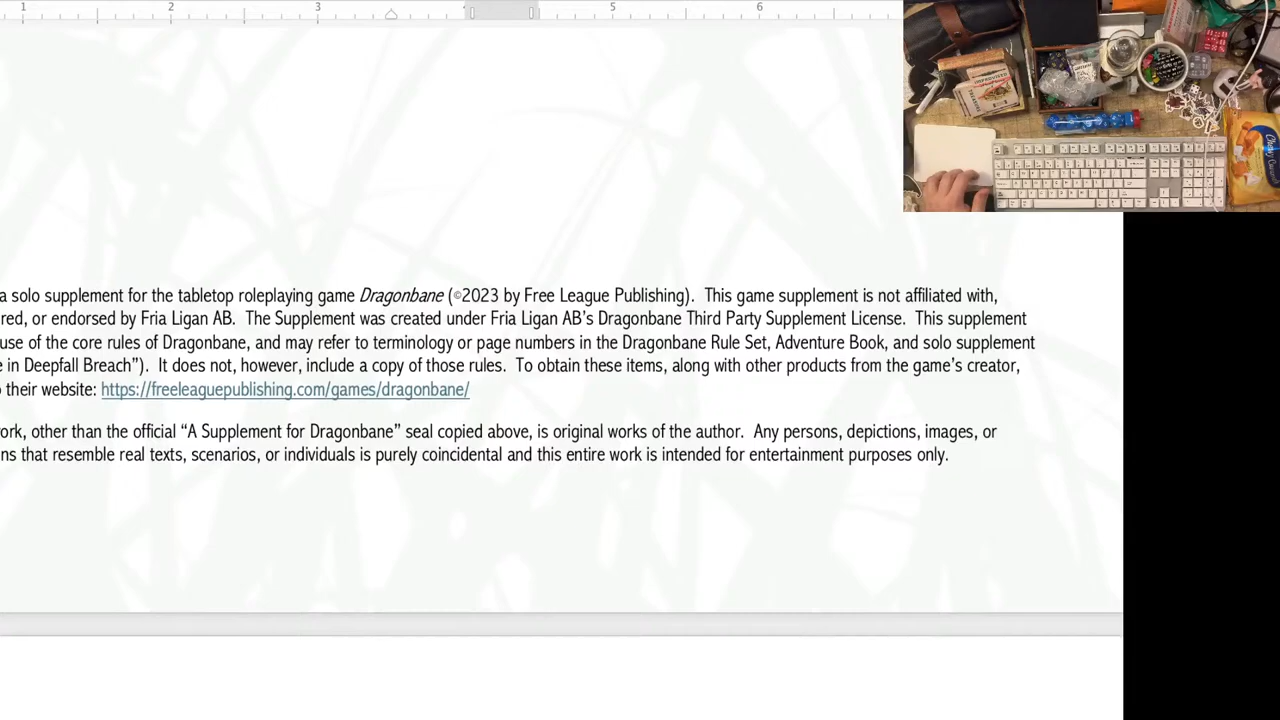 1 2 3 5 6
a solo supplement for the tabletop roleplaying game Dragonbane (©2023 by Free League Publishing). This game supplement is not affiliated with,
red, or endorsed by Fria Ligan AB. The Supplement was created under Fria Ligan AB's Dragonbane Third Party Supplement License. This supplement
use of the core rules of Dragonbane, and may refer to terminology or page numbers in the Dragonbane Rule Set, Adventure Book, and solo supplement
e in Deepfall Breach”). It does not, however, include a copy of those rules. To obtain these items, along with other products from the game's creator,
o their website: https://freeleaguepublishing.com/games/dragonbane/
ork, other than the official “A Supplement for Dragonbane” seal copied above, is original works of the author. Any persons, depictions, images, or
ns that resemble real texts, scenarios, or individuals is purely coincidental and this entire work is intended for entertainment purposes only.